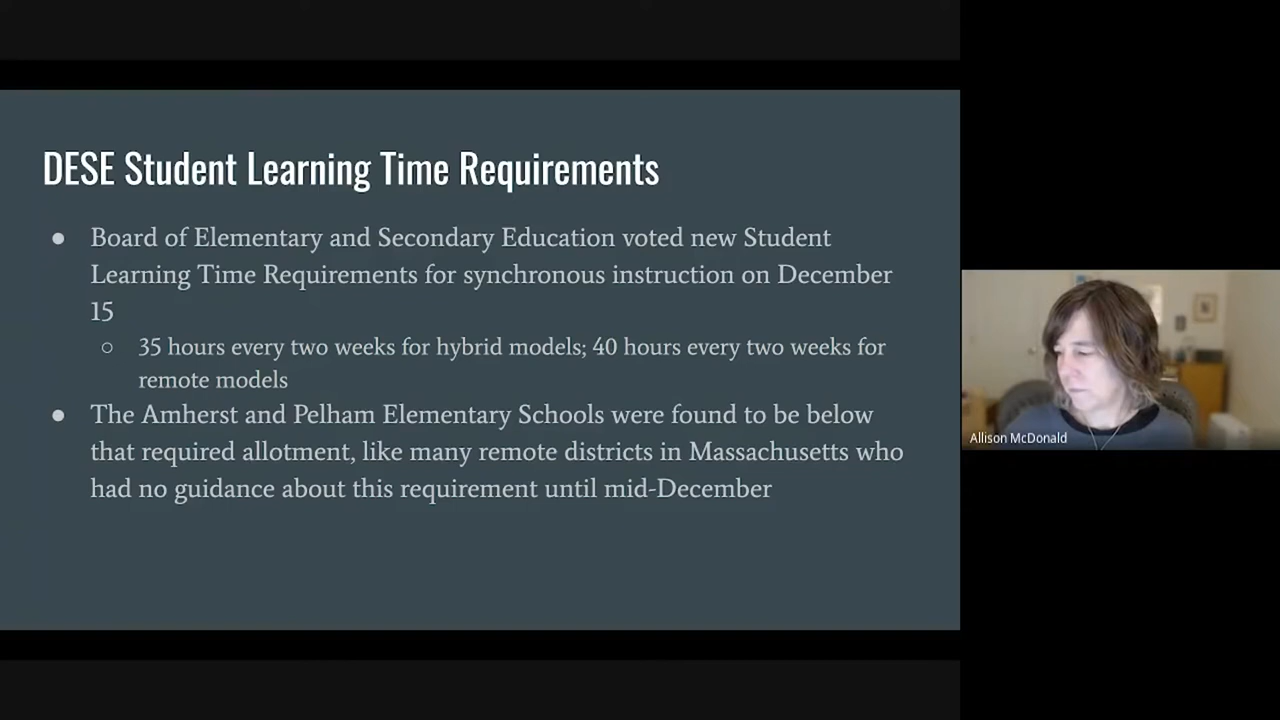 DESE Student Learning Time Requirements
● Board of Elementary and Secondary Education voted new Student
Learning Time Requirements for synchronous instruction on December
15
○ 35 hours every two weeks for hybrid models; 40 hours every two weeks for
remote models
● The Amherst and Pelham Elementary Schools were found to be below
that required allotment, like many remote districts in Massachusetts who
had no guidance about this requirement until mid-December
Allison McDonald